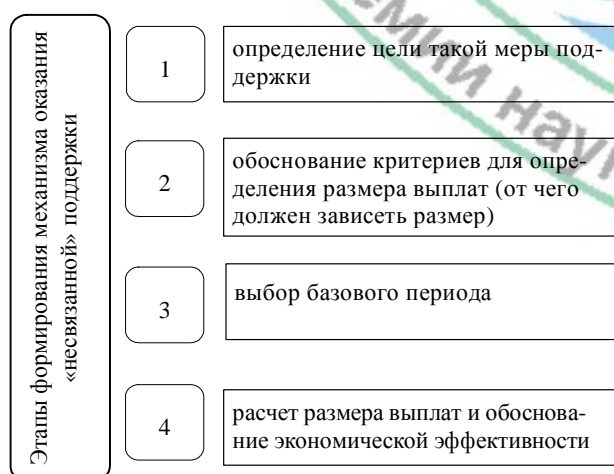 Этапы формирования механизма оказания
«несвязанной» поддержки
1
определение цели такой меры под-
держки
2
обоснование критериев для опре-
деления размера выплат (от чего
должен зависеть размер)
3
выбор базового периода
4
расчет размера выплат и обоснова-
ние экономической эффективности